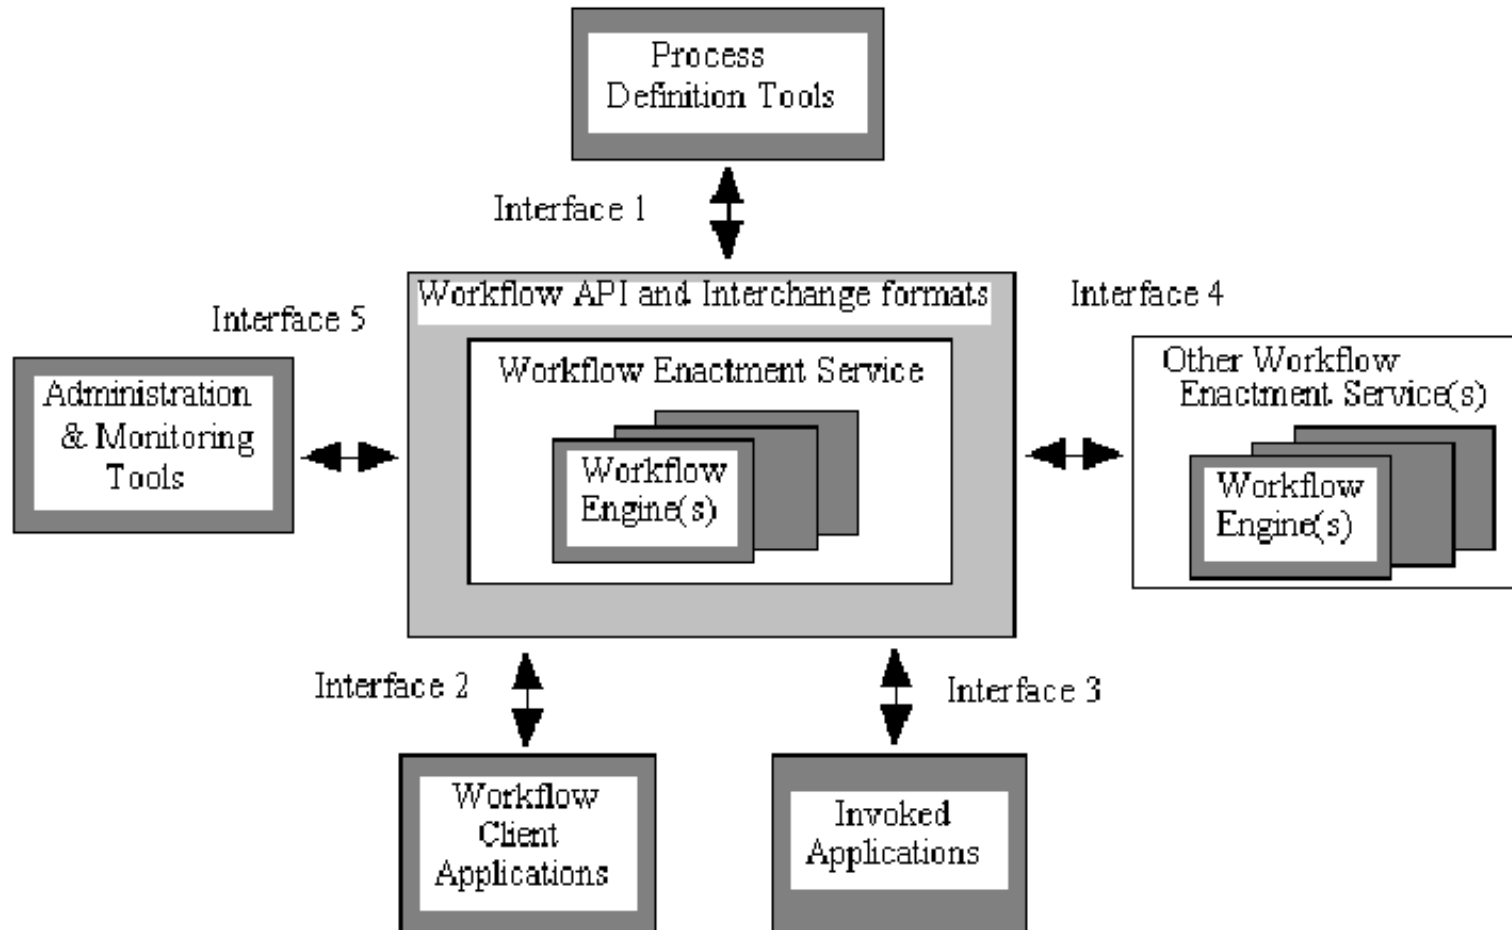 Process
Definition Tools
Interface 1
Workflow API and Interchange formats
Interface 4
Interface 5
Workflow Enactment Service
Other Workflow
Enactment Service(s)
Administration
& Monitoring
Tools
Workflow
Engine(s)
Workflow
Engine(s)
Interface 2
Interface 3
Workflow
Client
Applications
Invoked
Applications